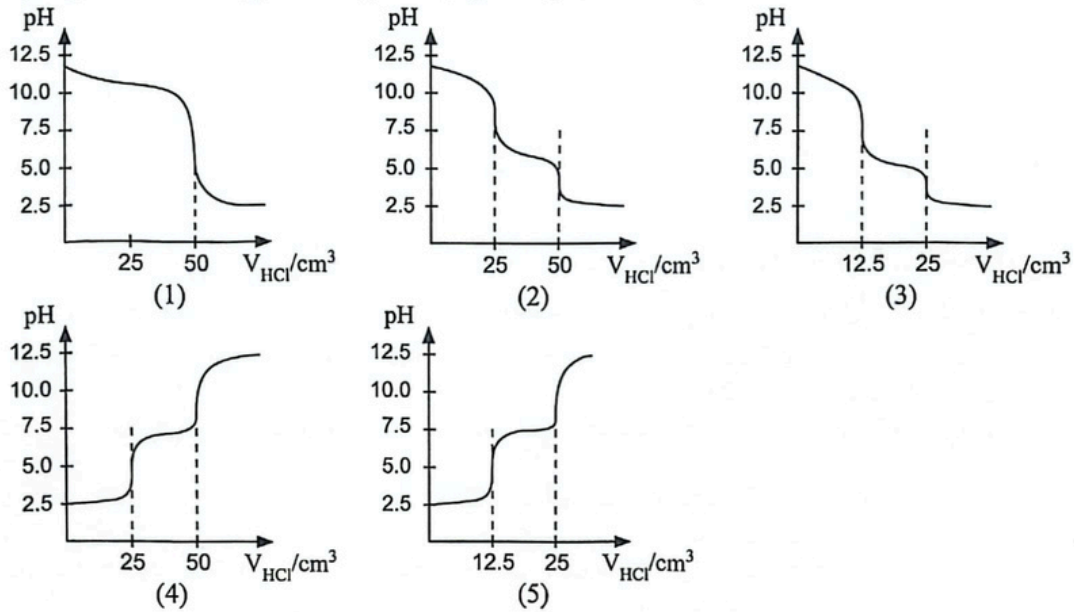 pH pH pH
12.5 12.5 12.5
10.0 10.0 10.0
7.5 7.5 7.5
5.0 5.0 5.0
2.5 2.5 2.5
25 50 V_HCl/cm³ 25 50 V_HCl/cm³ 12.5 25 V_HCl/cm³
(1) (2) (3)
pH pH
12.5 12.5
10.0 10.0
7.5 7.5
5.0 5.0
2.5 2.5
25 50 V_HCl/cm³ 12.5 25 V_HCl/cm³
(4) (5)